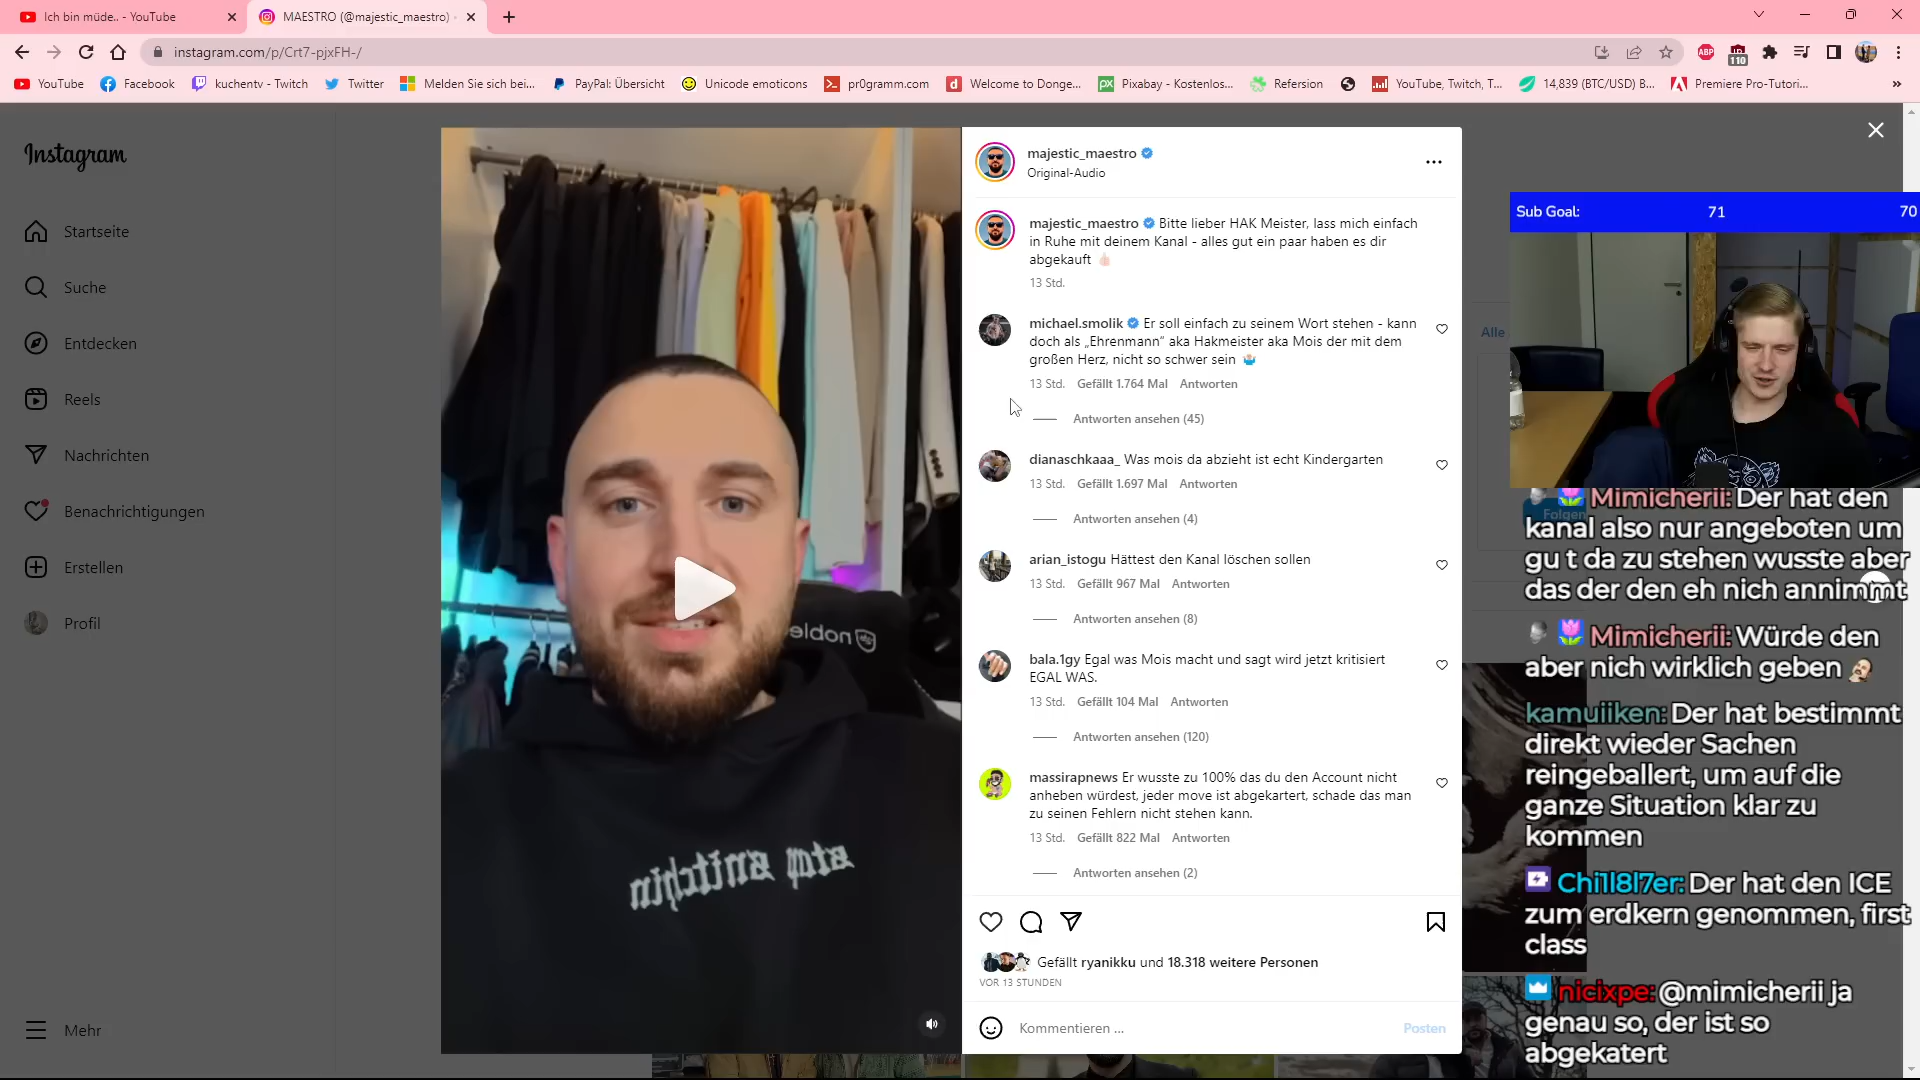 Ich bin müde.. - YouTube
MAESTRO (@majestic_maestro) ·
instagram.com/p/Crt7-pjxFH-/
ABP
110
YouTube
Facebook
kuchentv - Twitch
Twitter
Melden Sie sich bei...
PayPal: Übersicht
Unicode emoticons
pr0gramm.com
Welcome to Donge...
Pixabay - Kostenlos...
Refersion
YouTube, Twitch, T...
14,839 (BTC/USD) B...
Premiere Pro-Tutori...
Instagram
Startseite
Suche
Entdecken
Reels
Nachrichten
Benachrichtigungen
Erstellen
Profil
Mehr
noble
majestic_maestro
Original-Audio
majestic_maestro Bitte lieber HAK Meister, lass mich einfach
in Ruhe mit deinem Kanal - alles gut ein paar haben es dir
abgekauft
13 Std.
michael.smolik Er soll einfach zu seinem Wort stehen - kann
doch als „Ehrenmann“ aka Hakmeister aka Mois der mit dem
großen Herz, nicht so schwer sein
13 Std. Gefällt 1.764 Mal Antworten
Antworten ansehen (45)
dianaschkaaa_ Was mois da abzieht ist echt Kindergarten
13 Std. Gefällt 1.697 Mal Antworten
Antworten ansehen (4)
arian_istogu Hättest den Kanal löschen sollen
13 Std. Gefällt 967 Mal Antworten
Antworten ansehen (8)
bala.1gy Egal was Mois macht und sagt wird jetzt kritisiert
EGAL WAS.
13 Std. Gefällt 104 Mal Antworten
Antworten ansehen (120)
massirapnews Er wusste zu 100% das du den Account nicht
anheben würdest, jeder move ist abgekartert, schade das man
zu seinen Fehlern nicht stehen kann.
13 Std. Gefällt 822 Mal Antworten
Antworten ansehen (2)
Gefällt ryanikku und 18.318 weitere Personen
VOR 13 STUNDEN
Kommentieren ...
Posten
Sub Goal: 71 70
Alle
Folgen
Mimicherii: Der hat den
kanal also nur angeboten um
gu t da zu stehen wusste aber
das der den eh nich annimmt
Mimicherii: Würde den
aber nich wirklich geben
kamuiiken: Der hat bestimmt
direkt wieder Sachen
reingeballert, um auf die
ganze Situation klar zu
kommen
Chi1l8l7er: Der hat den ICE
zum erdkern genommen, first
class
nicixpe: @mimicherii ja
genau so, der ist so
abgekatert